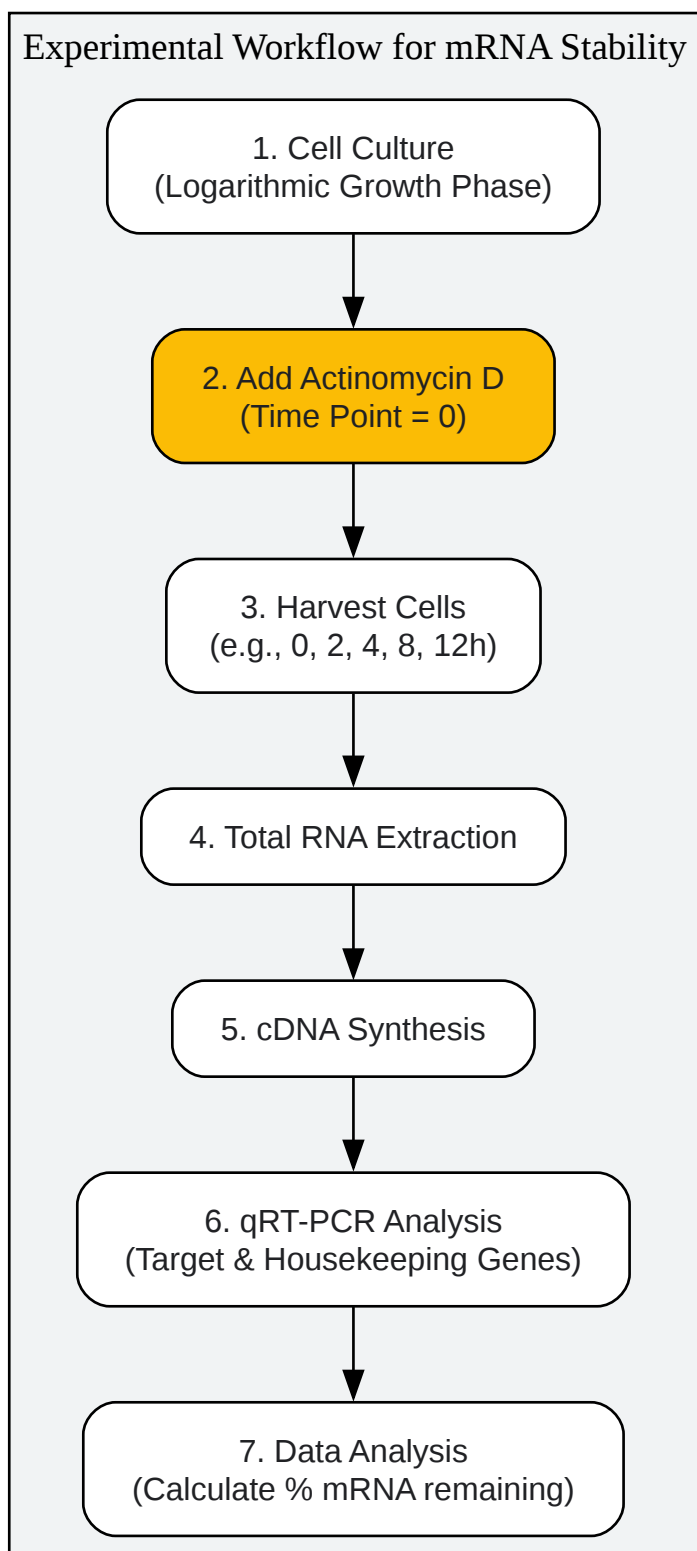 Experimental Workflow for mRNA Stability
1. Cell Culture
(Logarithmic Growth Phase)
2. Add Actinomycin D
(Time Point = 0)
3. Harvest Cells
(e.g., 0, 2, 4, 8, 12h)
4. Total RNA Extraction
5. cDNA Synthesis
6. qRT-PCR Analysis
(Target & Housekeeping Genes)
7. Data Analysis
(Calculate % mRNA remaining)